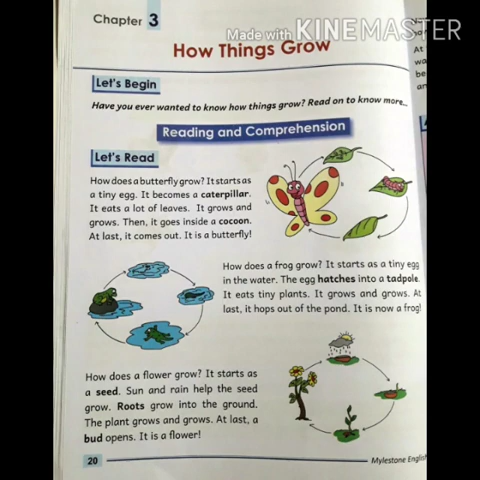 Made with KINEMASTER
Chapter 3
How Things Grow
Let's Begin
Have you ever wanted to know how things grow? Read on to know more...
Reading and Comprehension
Let's Read
How does a butterfly grow? It starts as
a tiny egg. It becomes a caterpillar.
It eats a lot of leaves. It grows and
grows. Then, it goes inside a cocoon.
At last, it comes out. It is a butterfly!
How does a frog grow? It starts as a tiny egg
in the water. The egg hatches into a tadpole.
It eats tiny plants. It grows and grows. At
last, it hops out of the pond. It is now a frog!
How does a flower grow? It starts as
a seed. Sun and rain help the seed
grow. Roots grow into the ground.
The plant grows and grows. At last, a
bud opens. It is a flower!
20
Mylestone English
At
wa
be
an